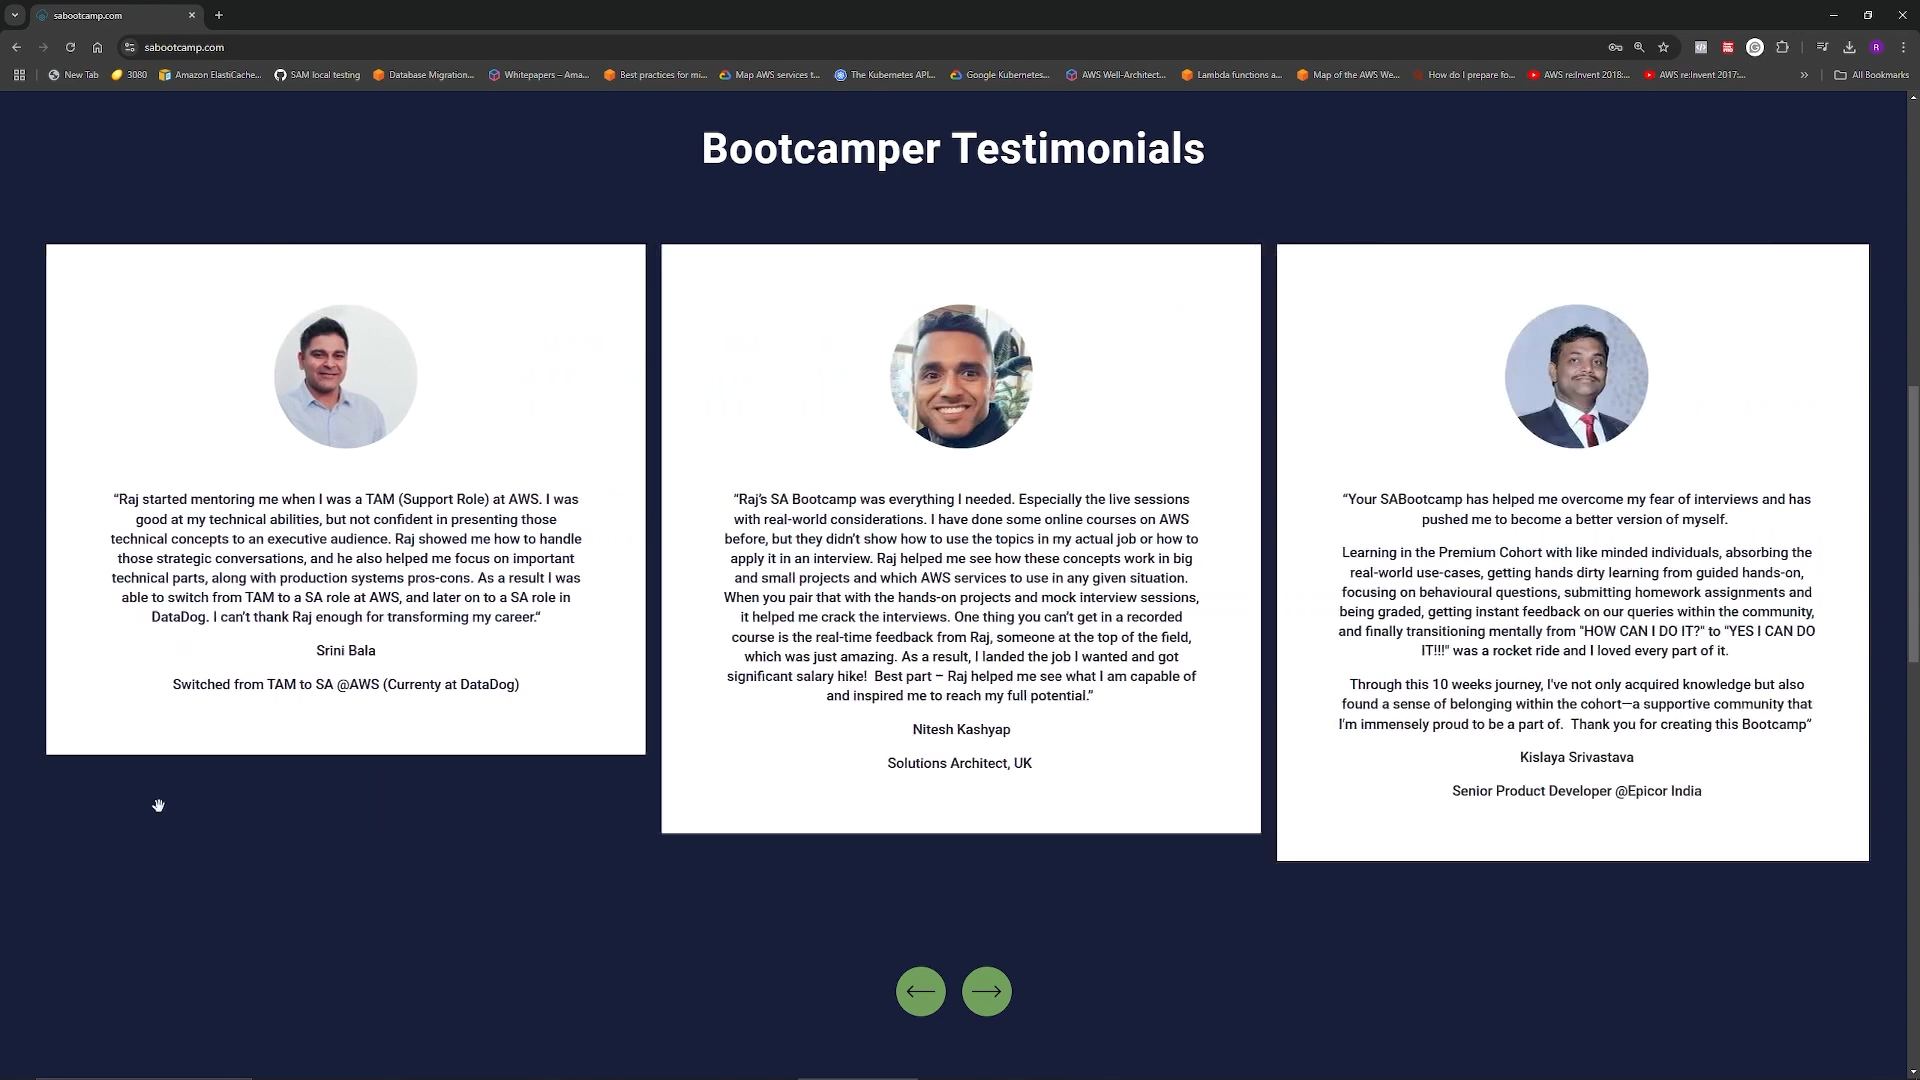 sabootcamp.com
sabootcamp.com
New Tab
3080
Amazon ElastiCache...
SAM local testing
Database Migration...
Whitepapers – Ama...
Best practices for mi...
Map AWS services t...
The Kubernetes API...
Google Kubernetes...
AWS Well-Architect...
Lambda functions a...
Map of the AWS We...
How do I prepare fo...
AWS re:Invent 2018:...
AWS re:Invent 2017:...
All Bookmarks
Bootcamper Testimonials
“Raj started mentoring me when I was a TAM (Support Role) at AWS. I was
good at my technical abilities, but not confident in presenting those
technical concepts to an executive audience. Raj showed me how to handle
those strategic conversations, and he also helped me focus on important
technical parts, along with production systems pros-cons. As a result I was
able to switch from TAM to a SA role at AWS, and later on to a SA role in
DataDog. I can’t thank Raj enough for transforming my career.“
Srini Bala
Switched from TAM to SA @AWS (Currenty at DataDog)
“Raj’s SA Bootcamp was everything I needed. Especially the live sessions
with real-world considerations. I have done some online courses on AWS
before, but they didn’t show how to use the topics in my actual job or how to
apply it in an interview. Raj helped me see how these concepts work in big
and small projects and which AWS services to use in any given situation.
When you pair that with the hands-on projects and mock interview sessions,
it helped me crack the interviews. One thing you can’t get in a recorded
course is the real-time feedback from Raj, someone at the top of the field,
which was just amazing. As a result, I landed the job I wanted and got
significant salary hike!  Best part – Raj helped me see what I am capable of
and inspired me to reach my full potential.”
Nitesh Kashyap
Solutions Architect, UK
“Your SABootcamp has helped me overcome my fear of interviews and has
pushed me to become a better version of myself.
Learning in the Premium Cohort with like minded individuals, absorbing the
real-world use-cases, getting hands dirty learning from guided hands-on,
focusing on behavioural questions, submitting homework assignments and
being graded, getting instant feedback on our queries within the community,
and finally transitioning mentally from "HOW CAN I DO IT?" to "YES I CAN DO
IT!!!" was a rocket ride and I loved every part of it.
Through this 10 weeks journey, I've not only acquired knowledge but also
found a sense of belonging within the cohort—a supportive community that
I'm immensely proud to be a part of.  Thank you for creating this Bootcamp”
Kislaya Srivastava
Senior Product Developer @Epicor India